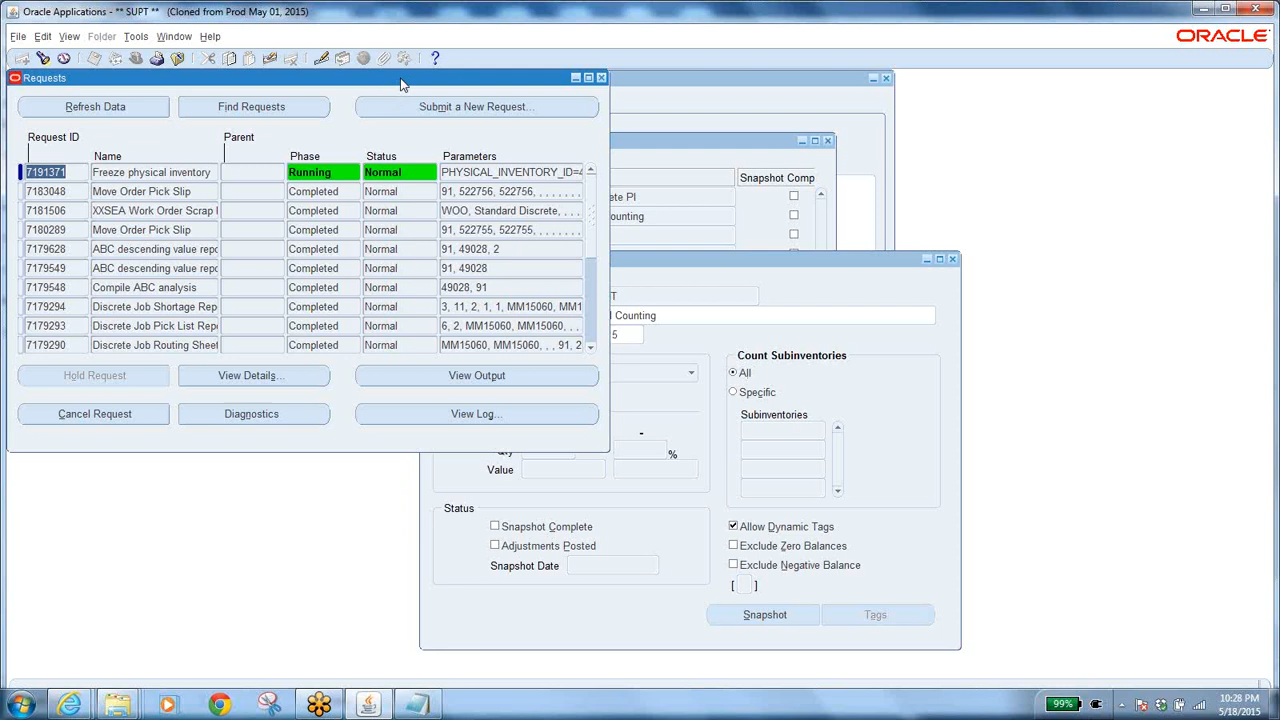 Oracle Applications - ** SUPT ** (Cloned from Prod May 01, 2015)
File Edit View Folder Tools Window Help
ORACLE
Requests
Refresh Data Find Requests Submit a New Request...
Request ID Name Parent Phase Status Parameters
7191371 Freeze physical inventory Running Normal PHYSICAL_INVENTORY_ID=
7183048 Move Order Pick Slip Completed Normal 91, 522756, 522756, , , , , , , ,
7181506 XXSEA Work Order Scrap Completed Normal WOO, Standard Discrete, , , ,
7180289 Move Order Pick Slip Completed Normal 91, 522755, 522755, , , , , , , ,
7179628 ABC descending value repo Completed Normal 91, 49028, 2
7179549 ABC descending value repo Completed Normal 91, 49028
7179548 Compile ABC analysis Completed Normal 49028, 91
7179294 Discrete Job Shortage Rep Completed Normal 3, 11, 2, 1, 1, MM15060, MM1
7179293 Discrete Job Pick List Repo Completed Normal 6, 2, MM15060, MM15060, , ,
7179290 Discrete Job Routing Sheet Completed Normal MM15060, MM15060, , , 91, 2
Hold Request View Details... View Output
Cancel Request Diagnostics View Log...
Snapshot Comp
ete PI
ounting
T
l Counting
5
Count Subinventories
All
Specific
Subinventories
-
Qty %
Value
Status
Snapshot Complete
Adjustments Posted
Snapshot Date
Allow Dynamic Tags
Exclude Zero Balances
Exclude Negative Balance
[ ]
Snapshot Tags
99%
10:28 PM
5/18/2015